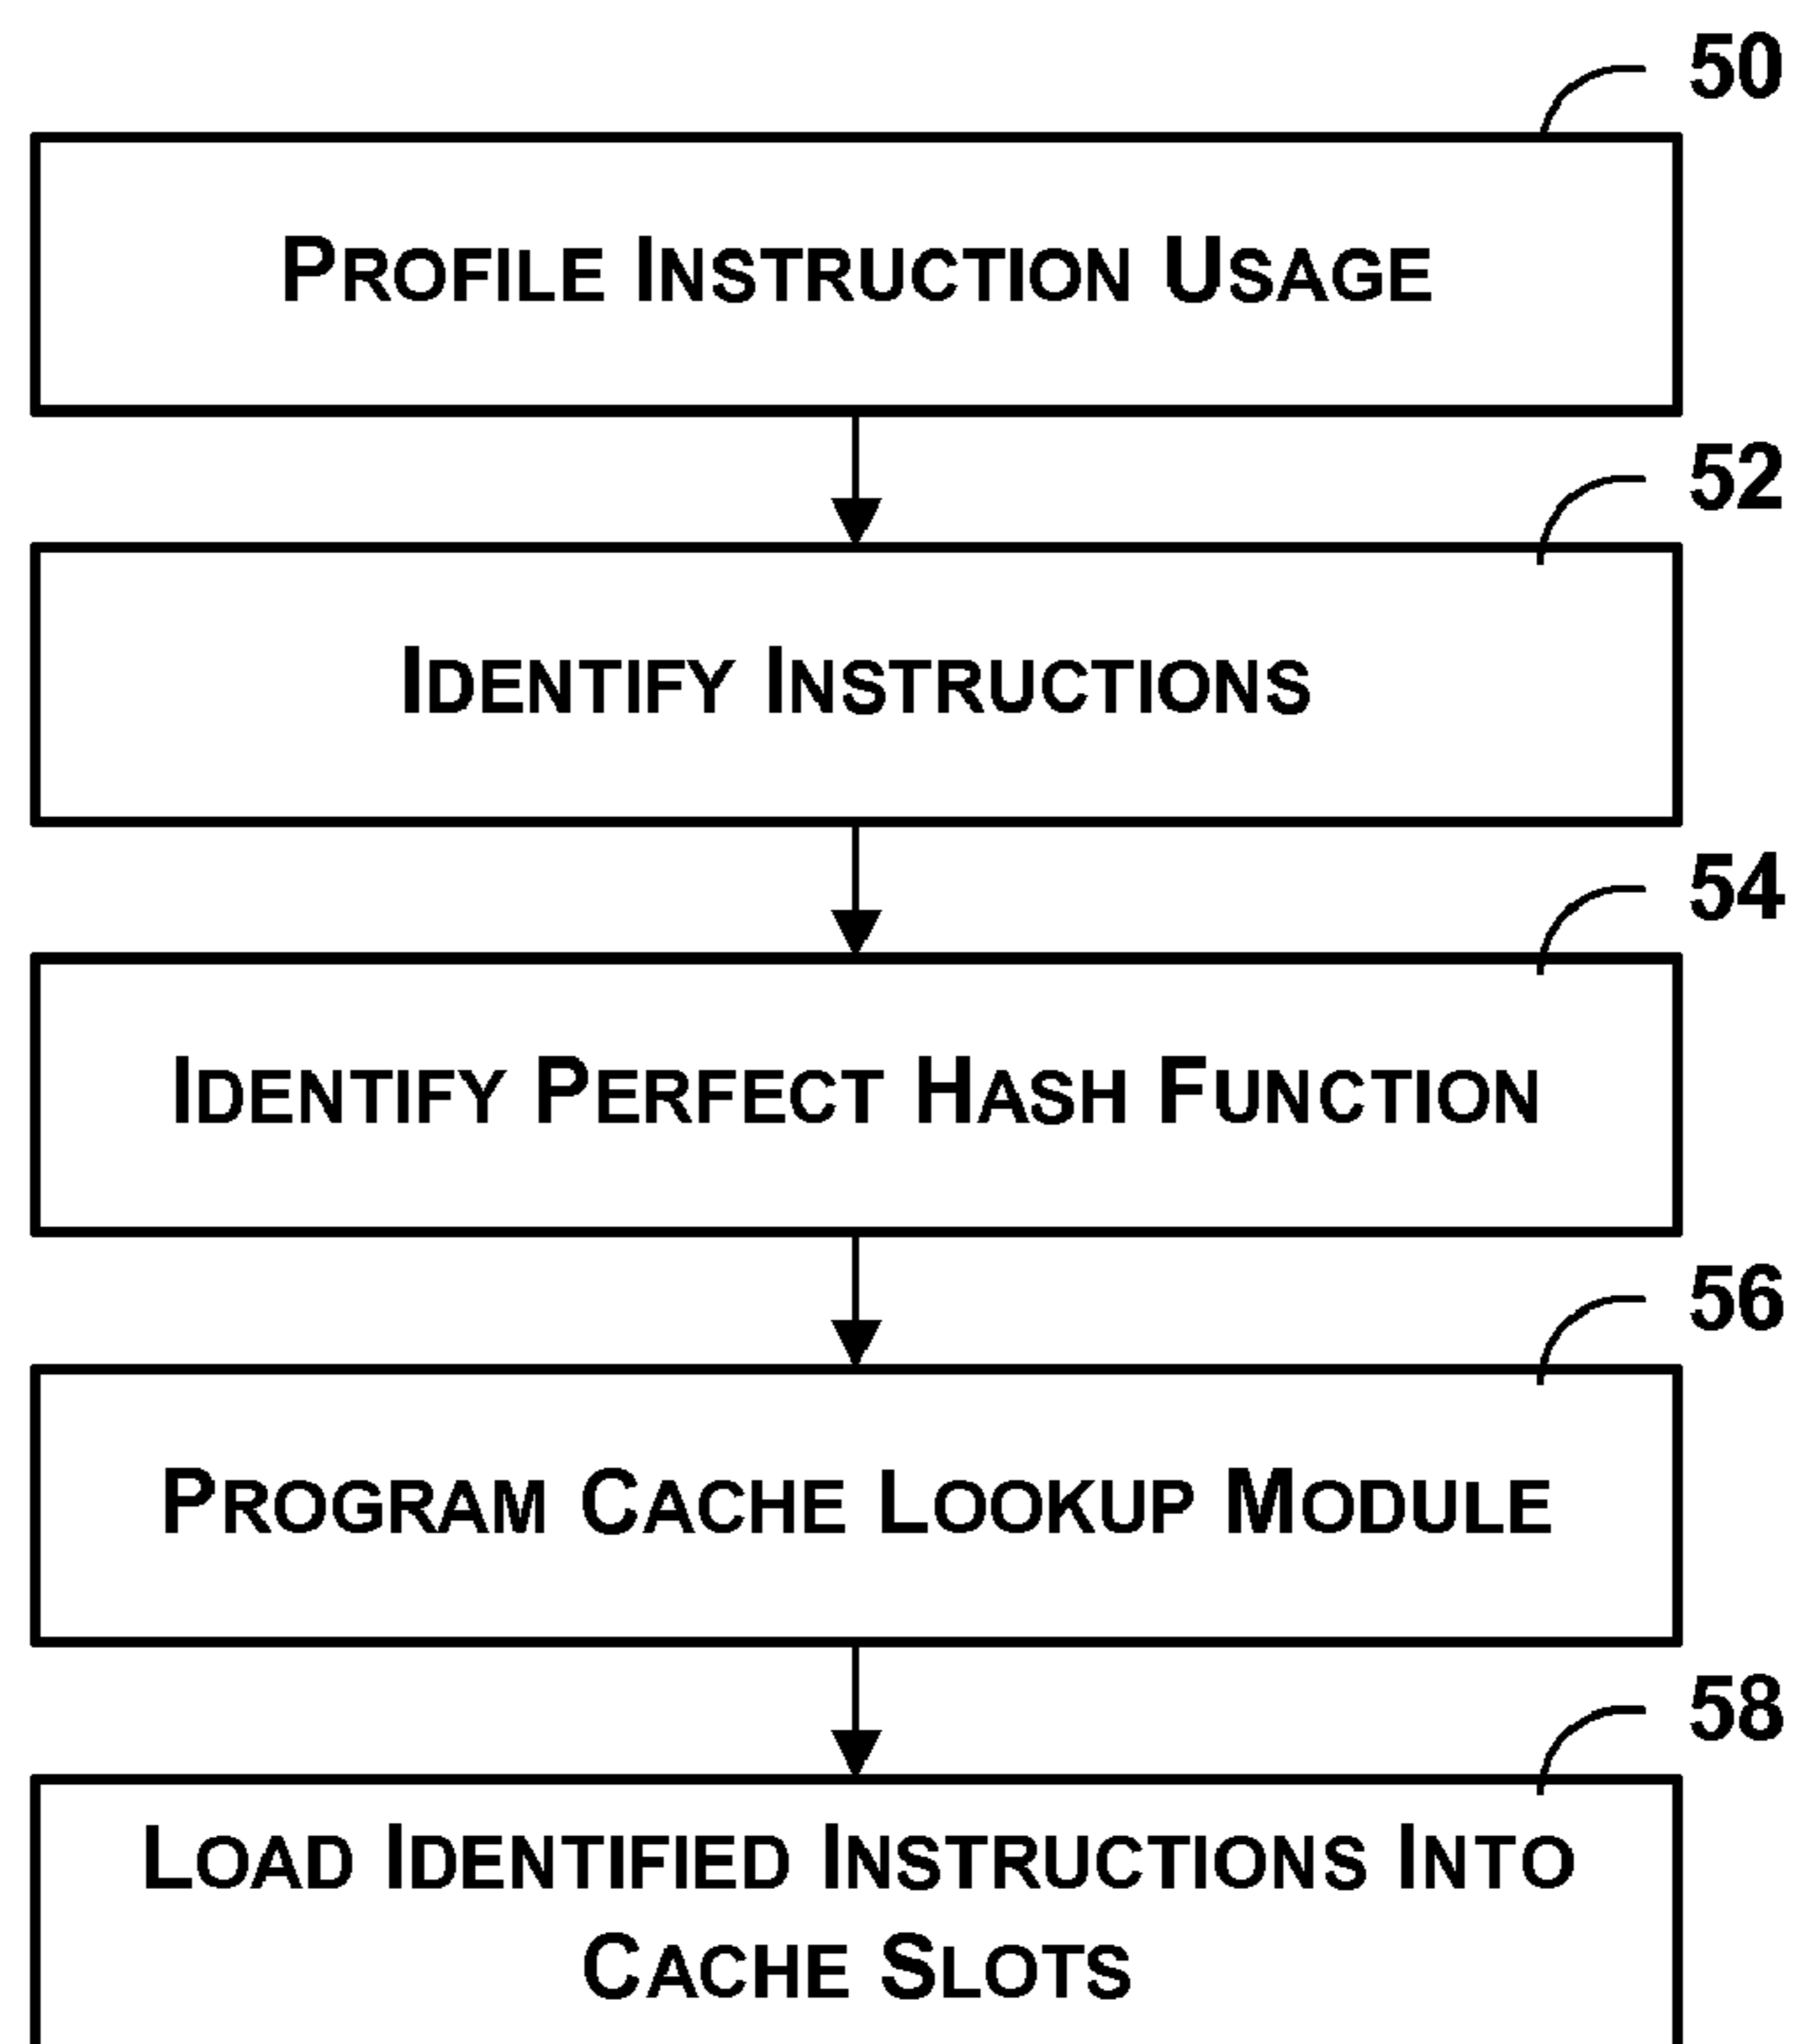 50
PROFILE INSTRUCTION USAGE
52
IDENTIFY INSTRUCTIONS
54
IDENTIFY PERFECT HASH FUNCTION
56
PROGRAM CACHE LOOKUP MODULE
58
LOAD IDENTIFIED INSTRUCTIONS INTO
CACHE SLOTS